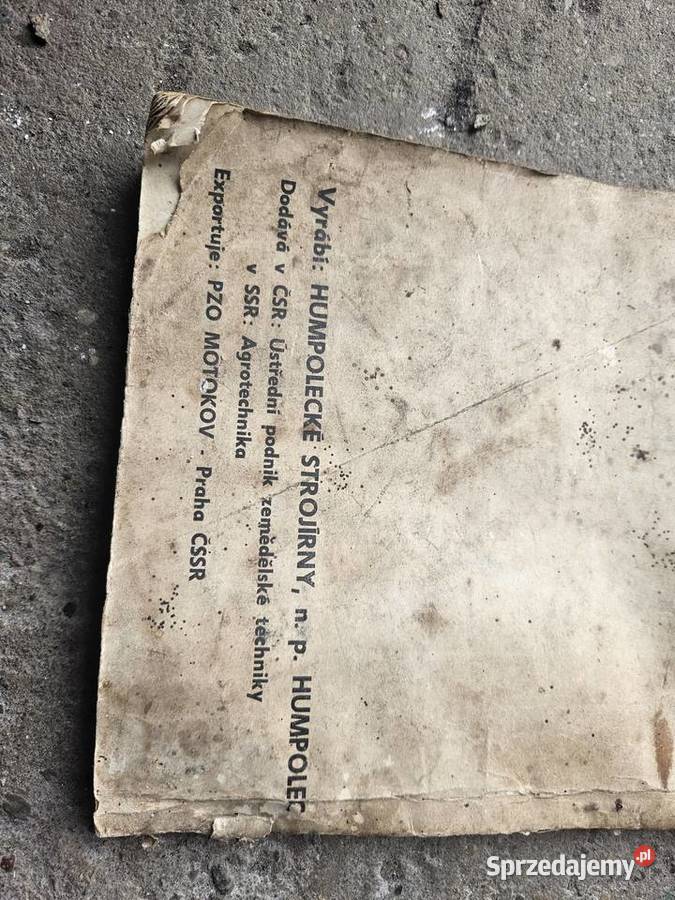 Vyrábí: HUMPOLECKÉ STROJÍRNY, n. p. HUMPOLEC
Dodává v ČSR: Ústřední podnik zemědělské techniky
v SSR: Agrotechnika
Exportuje: PZO MOTOKOV - Praha ČSSR
Sprzedajemy.pl